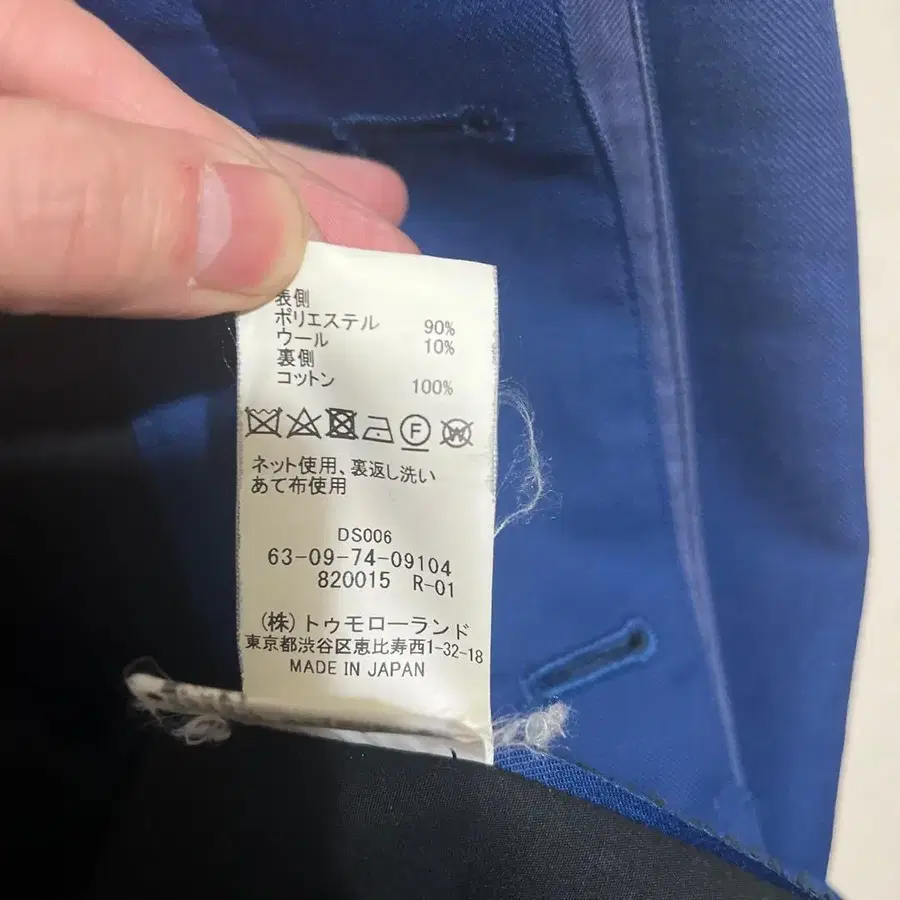 表側
ポリエステル 90%
ウール 10%
裏側
コットン 100%
F W
ネット使用、裏返し洗い
あて布使用
DS006
63-09-74-09104
820015 R-01
(株)トゥモローランド
東京都渋谷区恵比寿西1-32-18
MADE IN JAPAN